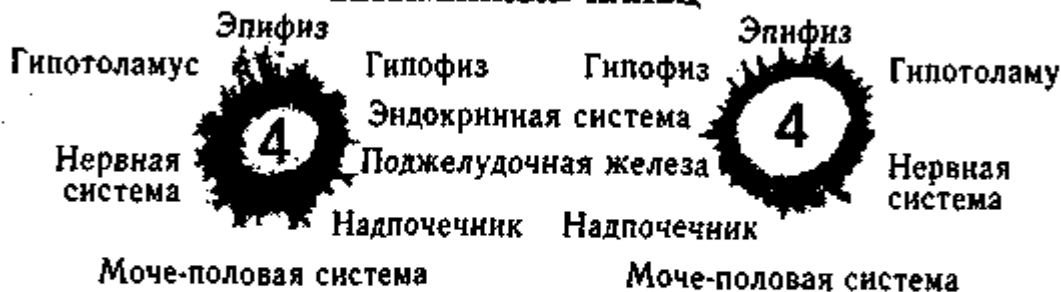 Эпифиз Эпифиз
Гипотоламус Гипофиз Гипофиз Гипотоламу
Эндокринная система
4 4
Нервная система Поджелудочная железа Нервная система
Надпочечник Надпочечник
Моче-половая система Моче-половая система